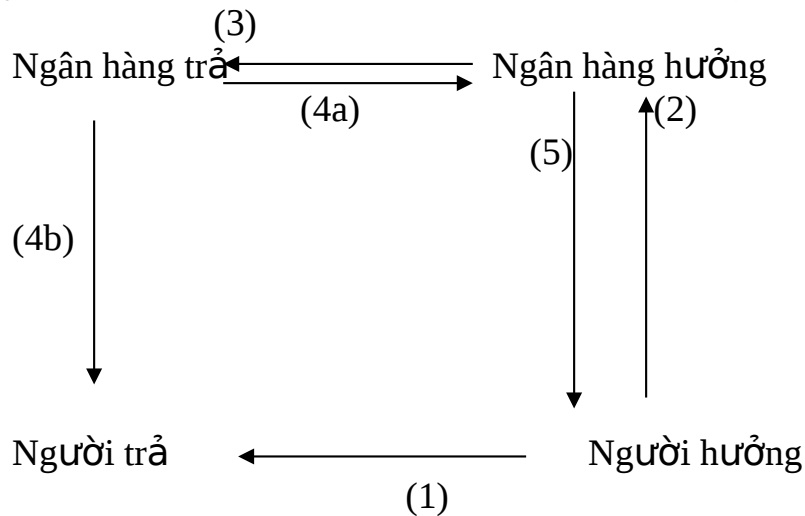 (3)
Ngân hàng trả Ngân hàng hưởng
(4a) (2)
(5)
(4b)
Người trả Người hưởng
(1)